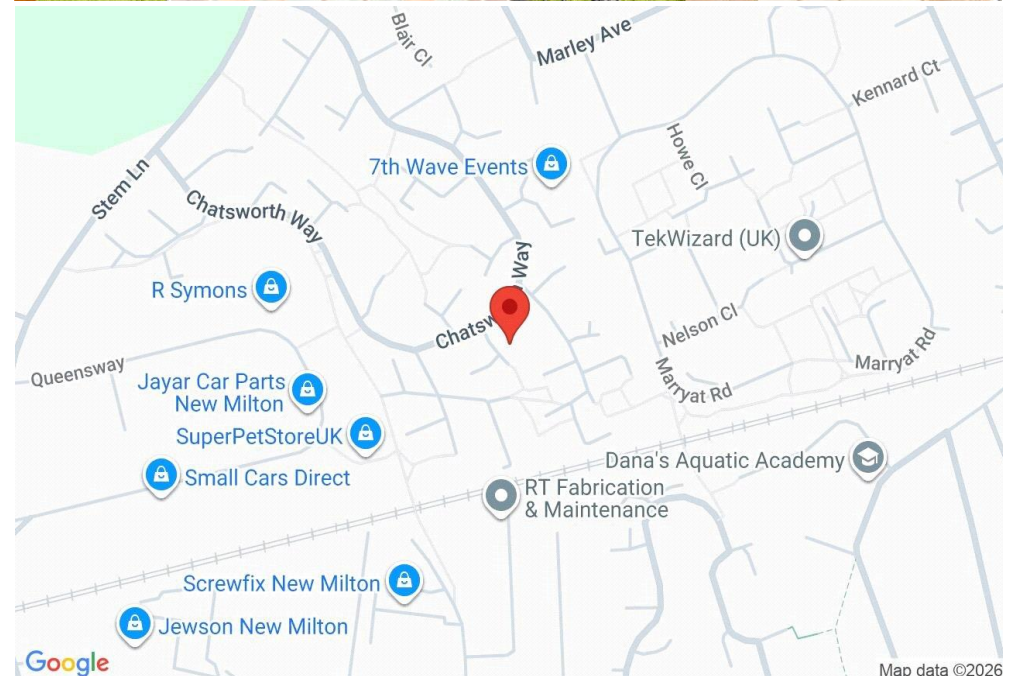 Blair Cl
Marley Ave
Kennard Ct
Howe Cl
7th Wave Events
Stem Ln
Chatsworth Way
TekWizard (UK)
Way
R Symons
Chatsw
Nelson Cl
Queensway
Marryat Rd
Jayar Car Parts
New Milton
Marryat Rd
SuperPetStoreUK
Small Cars Direct
Dana's Aquatic Academy
RT Fabrication
& Maintenance
Screwfix New Milton
Jewson New Milton
Google
Map data ©2026